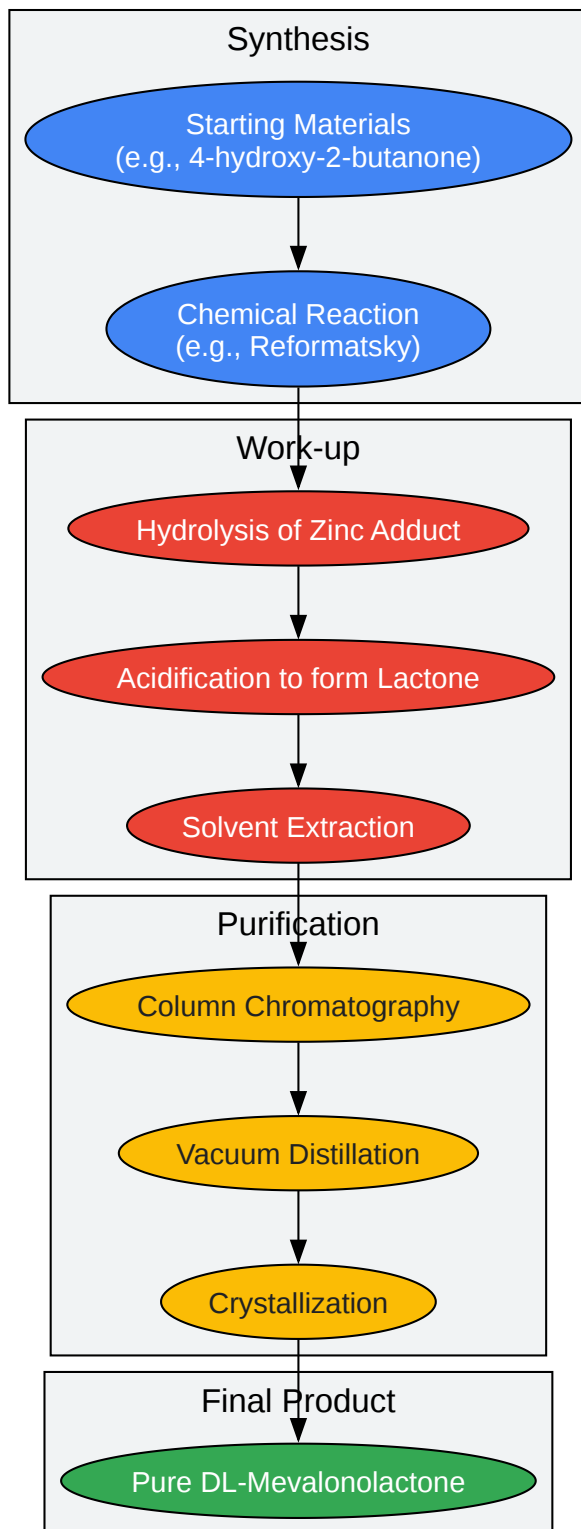 Synthesis
Starting Materials
(e.g., 4-hydroxy-2-butanone)
Chemical Reaction
(e.g., Reformatsky)
Work-up
Hydrolysis of Zinc Adduct
Acidification to form Lactone
Solvent Extraction
Purification
Column Chromatography
Vacuum Distillation
Crystallization
Final Product
Pure DL-Mevalonolactone